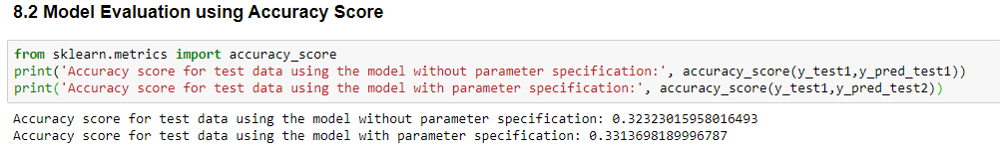 8.2 Model Evaluation using Accuracy Score
from sklearn.metrics import accuracy_score
print('Accuracy score for test data using the model without parameter specification:', accuracy_score(y_test1,y_pred_test1))
print('Accuracy score for test data using the model with parameter specification:', accuracy_score(y_test1,y_pred_test2))
Accuracy score for test data using the model without parameter specification: 0.32323015958016493
Accuracy score for test data using the model with parameter specification: 0.3313698189996787